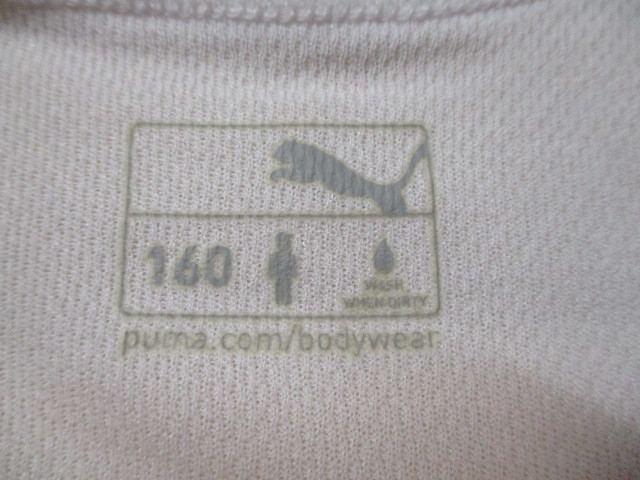 160
WASH
WHEN DIRTY
puma.com/bodywear